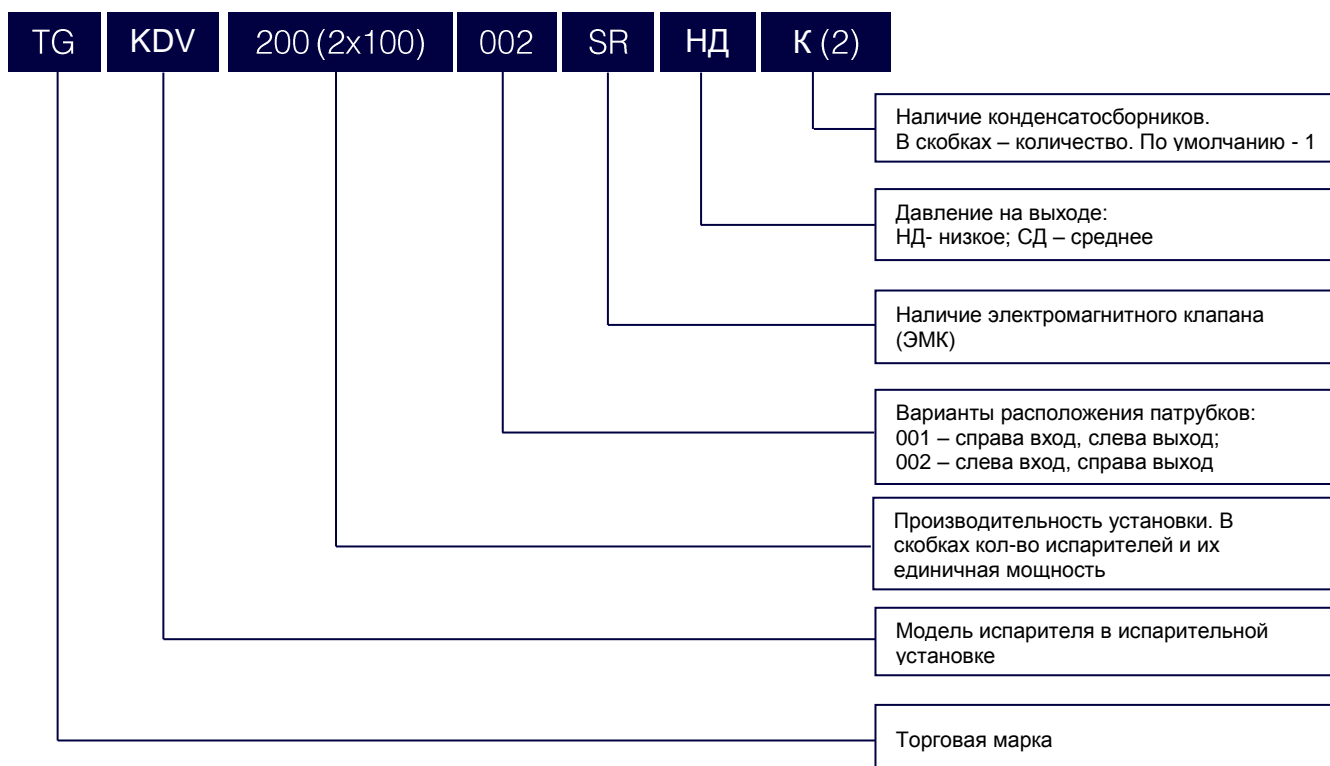 TG KDV 200 (2x100) 002 SR НД К (2)
Наличие конденсатосборников.
В скобках – количество. По умолчанию - 1
Давление на выходе:
НД- низкое; СД – среднее
Наличие электромагнитного клапана
(ЭМК)
Варианты расположения патрубков:
001 – справа вход, слева выход;
002 – слева вход, справа выход
Производительность установки. В
скобках кол-во испарителей и их
единичная мощность
Модель испарителя в испарительной
установке
Торговая марка